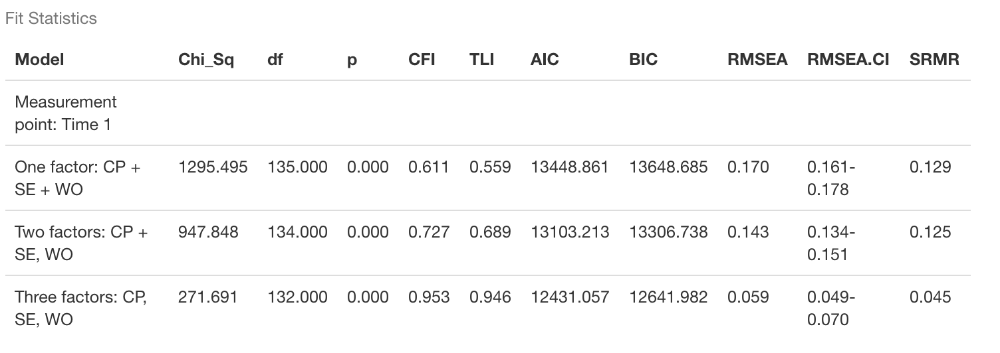 Fit Statistics
Model Chi_Sq df p CFI TLI AIC BIC RMSEA RMSEA.CI SRMR
Measurement
point: Time 1
One factor: CP + 1295.495 135.000 0.000 0.611 0.559 13448.861 13648.685 0.170 0.161- 0.129
SE + WO 0.178
Two factors: CP + 947.848 134.000 0.000 0.727 0.689 13103.213 13306.738 0.143 0.134- 0.125
SE, WO 0.151
Three factors: CP, 271.691 132.000 0.000 0.953 0.946 12431.057 12641.982 0.059 0.049- 0.045
SE, WO 0.070